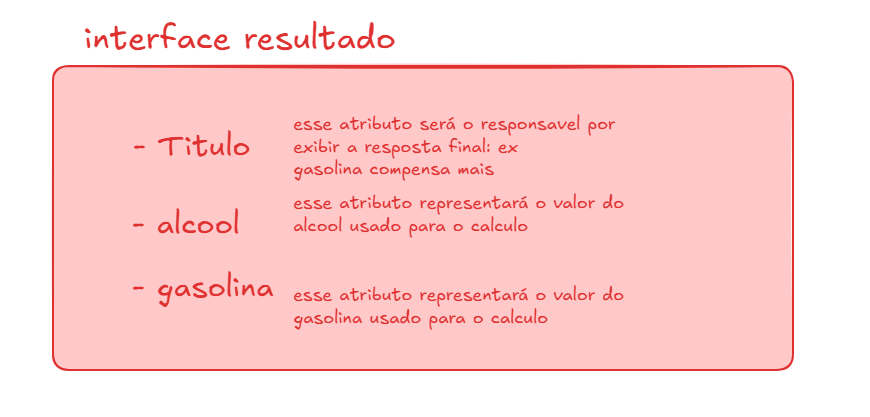 interface resultado
- Titulo
esse atributo será o responsavel por
exibir a resposta final: ex
gasolina compensa mais
- alcool
esse atributo representará o valor do
alcool usado para o calculo
- gasolina
esse atributo representará o valor do
gasolina usado para o calculo